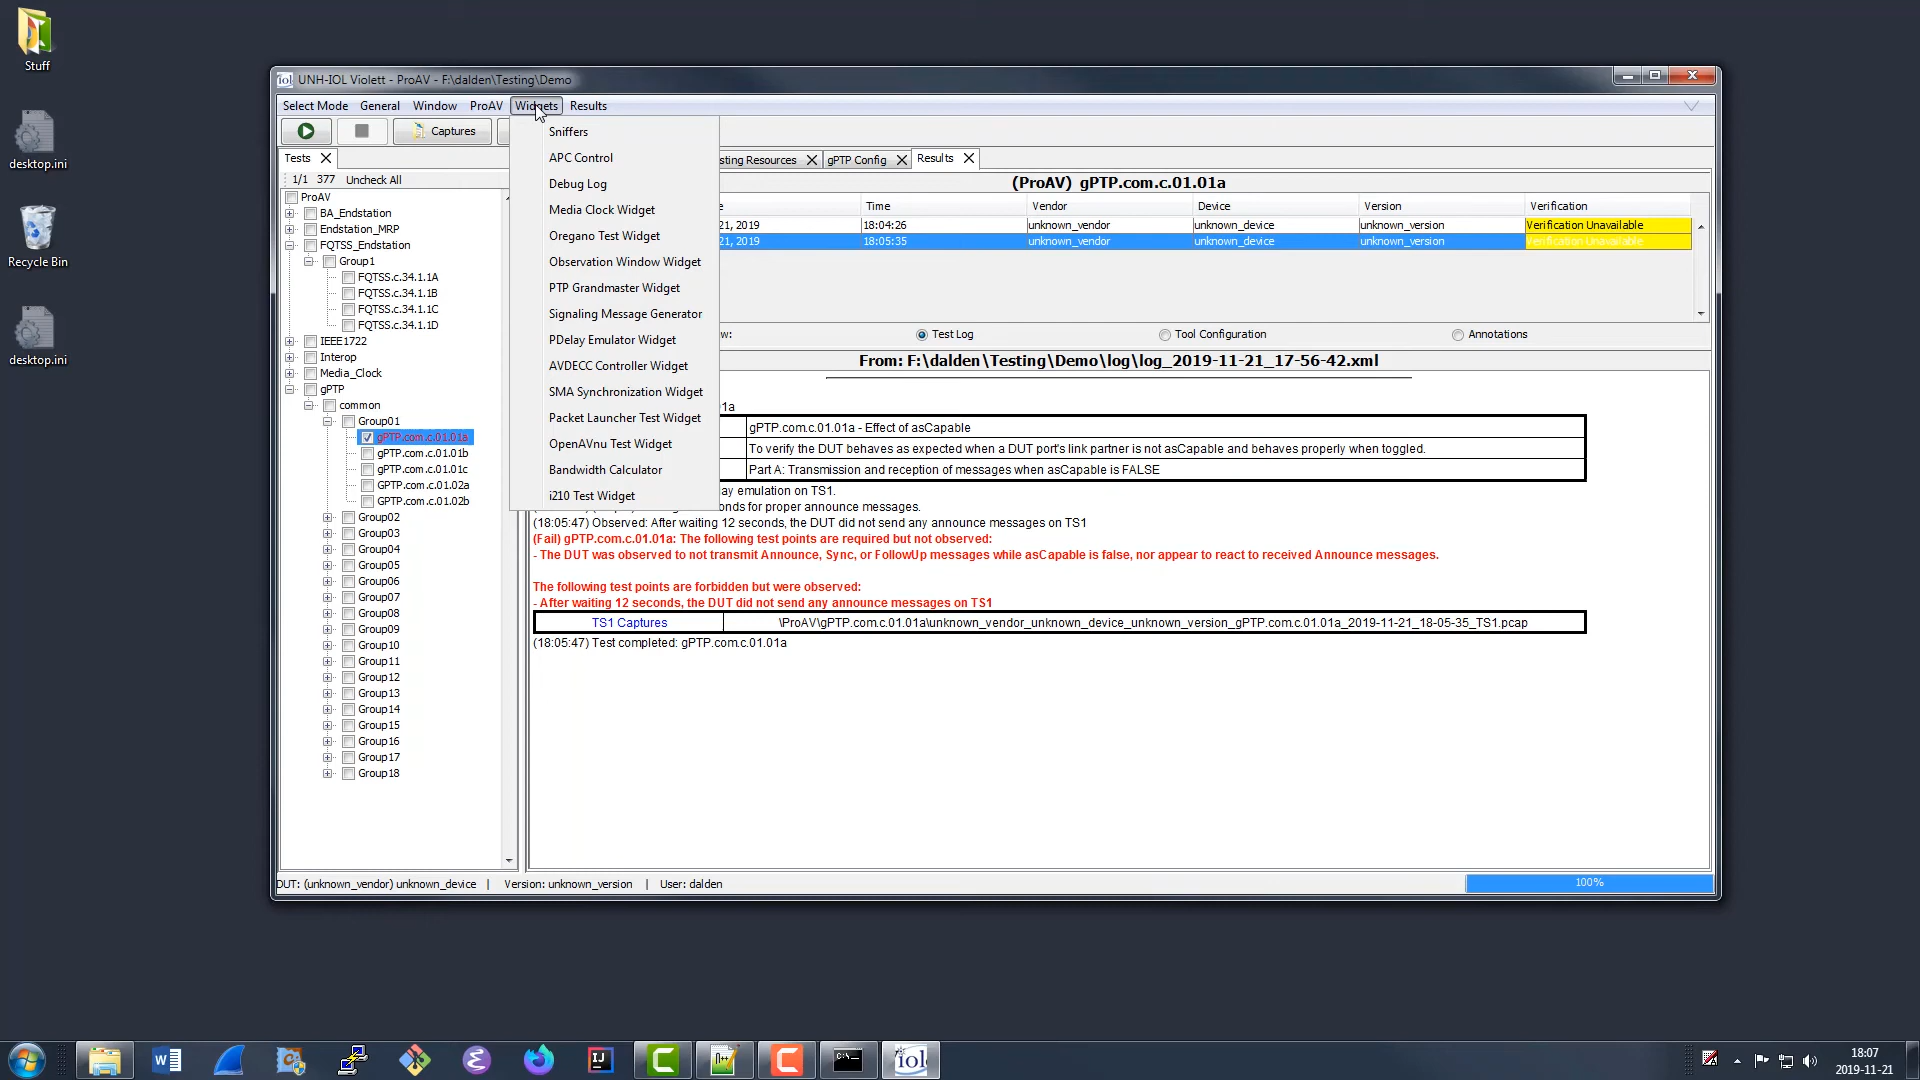 Stuff
desktop.ini
Recycle Bin
desktop.ini
UNH-IOL Violett - ProAV - F:\dalden\Testing\Demo
Select Mode General Window ProAV Widgets Results
Captures
Tests
1/1 377 Uncheck All
ProAV
BA_Endstation
Endstation_MRP
FQTSS_Endstation
Group1
FQTSS.c.34.1.1A
FQTSS.c.34.1.1B
FQTSS.c.34.1.1C
FQTSS.c.34.1.1D
IEEE1722
Interop
Media_Clock
gPTP
common
Group01
gPTP.com.c.01.01a
gPTP.com.c.01.01b
gPTP.com.c.01.01c
GPTP.com.c.01.02a
GPTP.com.c.01.02b
Group02
Group03
Group04
Group05
Group06
Group07
Group08
Group09
Group10
Group11
Group12
Group13
Group14
Group15
Group16
Group17
Group18
Sniffers
APC Control
Debug Log
Media Clock Widget
Oregano Test Widget
Observation Window Widget
PTP Grandmaster Widget
Signaling Message Generator
PDelay Emulator Widget
AVDECC Controller Widget
SMA Synchronization Widget
Packet Launcher Test Widget
OpenAVnu Test Widget
Bandwidth Calculator
i210 Test Widget
sting Resources gPTP Config Results
(ProAV) gPTP.com.c.01.01a
e Time Vendor Device Version Verification
21, 2019 18:04:26 unknown_vendor unknown_device unknown_version Verification Unavailable
21, 2019 18:05:35 unknown_vendor unknown_device unknown_version Verification Unavailable
w: Test Log Tool Configuration Annotations
From: F:\dalden\Testing\Demo\log\log_2019-11-21_17-56-42.xml
1a
gPTP.com.c.01.01a - Effect of asCapable
To verify the DUT behaves as expected when a DUT port's link partner is not asCapable and behaves properly when toggled.
Part A: Transmission and reception of messages when asCapable is FALSE
ay emulation on TS1.
onds for proper announce messages.
(18:05:47) Observed: After waiting 12 seconds, the DUT did not send any announce messages on TS1
(Fail) gPTP.com.c.01.01a: The following test points are required but not observed:
- The DUT was observed to not transmit Announce, Sync, or FollowUp messages while asCapable is false, nor appear to react to received Announce messages.
The following test points are forbidden but were observed:
- After waiting 12 seconds, the DUT did not send any announce messages on TS1
TS1 Captures \ProAV\gPTP.com.c.01.01a\unknown_vendor_unknown_device_unknown_version_gPTP.com.c.01.01a_2019-11-21_18-05-35_TS1.pcap
(18:05:47) Test completed: gPTP.com.c.01.01a
DUT: (unknown_vendor) unknown_device | Version: unknown_version | User: dalden 100%
18:07
2019-11-21